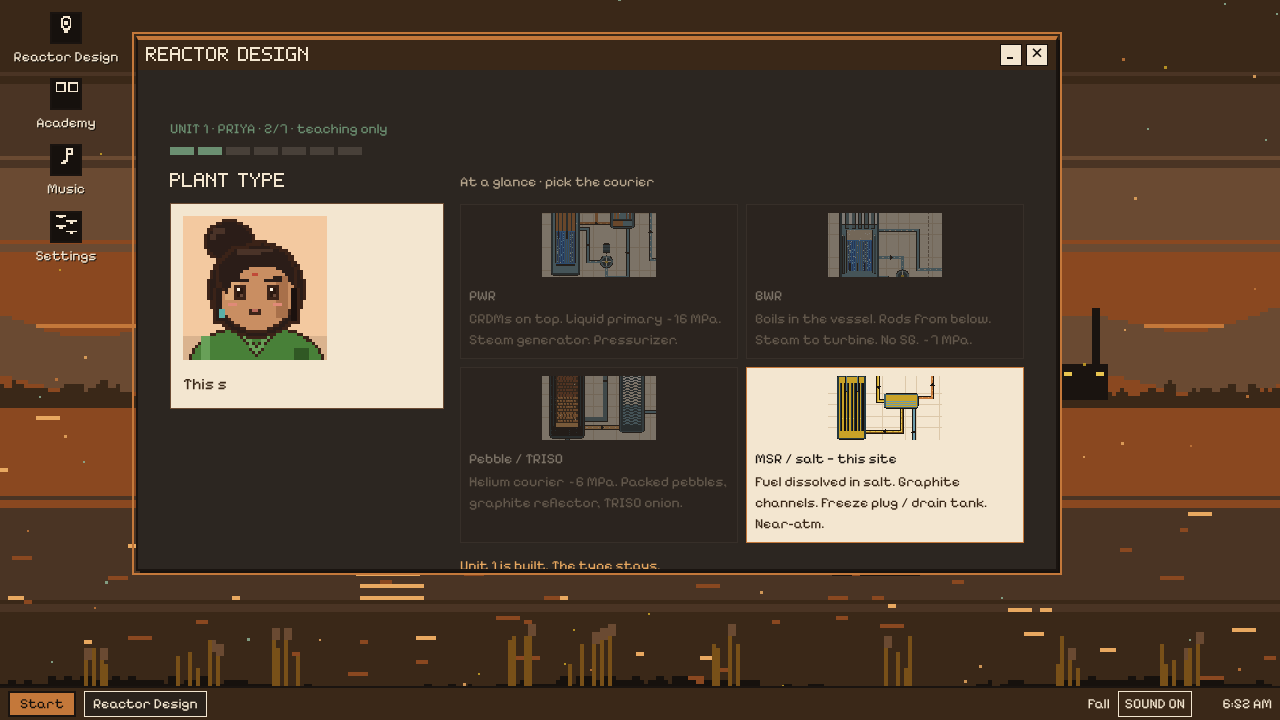 Reactor Design
Academy
Music
Settings
REACTOR DESIGN
UNIT 1 · PRIYA · 2/7 · teaching only
PLANT TYPE
At a glance · pick the courier
This s
PWR
CRDMs on top. Liquid primary ~16 MPa.
Steam generator. Pressurizer.
BWR
Boils in the vessel. Rods from below.
Steam to turbine. No SG. ~7 MPa.
Pebble / TRISO
Helium courier ~6 MPa. Packed pebbles,
graphite reflector. TRISO onion.
MSR / salt - this site
Fuel dissolved in salt. Graphite
channels. Freeze plug / drain tank.
Near-atm.
Unit 1 is built. The type stays.
Start
Reactor Design
Fall
SOUND ON
6:52 AM